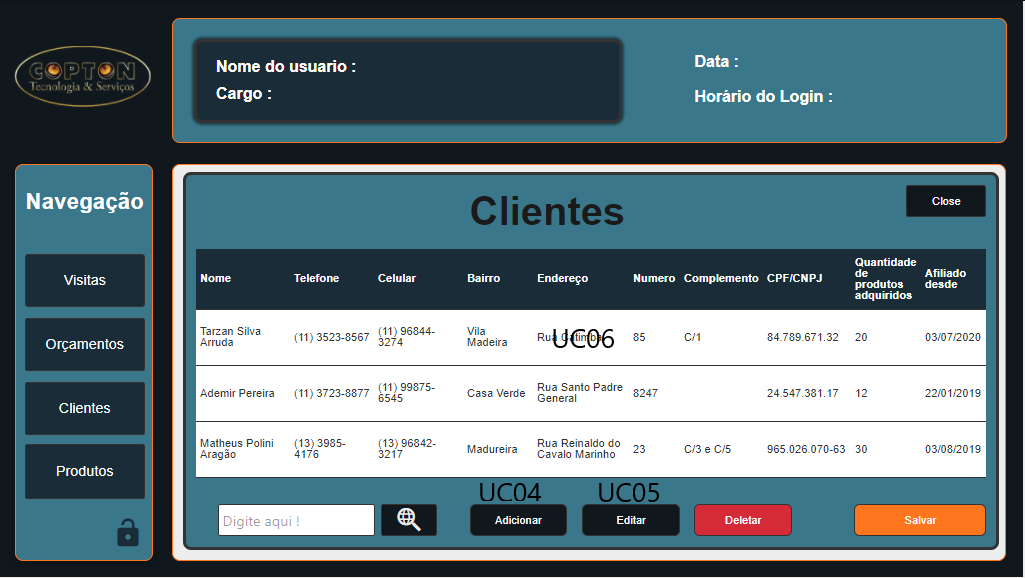 COPTON
Tecnologia & Serviços
Nome do usuario :
Cargo :
Data :
Horário do Login :
Navegação
Visitas
Orçamentos
Clientes
Produtos
Clientes
Close
Nome Telefone Celular Bairro Endereço Numero Complemento CPF/CNPJ Quantidade de produtos adquiridos Afiliado desde
Tarzan Silva Arruda (11) 3523-8567 (11) 96844-3274 Vila Madeira Rua 85 C/1 84.789.671.32 20 03/07/2020
UC06
Ademir Pereira (11) 3723-8877 (11) 99875-6545 Casa Verde Rua Santo Padre General 8247 24.547.381.17 12 22/01/2019
Matheus Polini Aragão (13) 3985-4176 (13) 96842-3217 Madureira Rua Reinaldo do Cavalo Marinho 23 C/3 e C/5 965.026.070-63 30 03/08/2019
UC04 UC05
Digite aqui ! Adicionar Editar Deletar Salvar